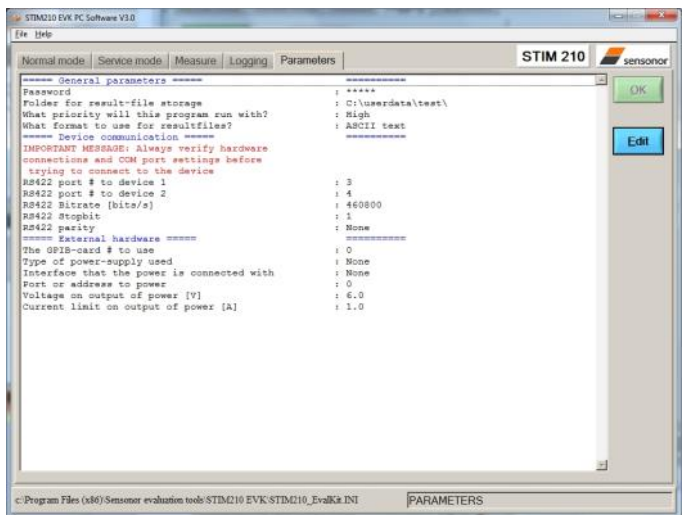 STIM210 EVK PC Software V3.0
File Help
Normal mode Service mode Measure Logging Parameters
STIM 210
sensonor
===== General parameters ===== ==========
Password : *****
Folder for result-file storage : C:\userdata\test\
What priority will this program run with? : High
What format to use for resultfiles? : ASCII text
===== Device communication ===== ==========
IMPORTANT MESSAGE: Always verify hardware
connections and COM port settings before
trying to connect to the device
RS422 port # to device 1 : 3
RS422 port # to device 2 : 4
RS422 Bitrate [bits/s] : 460800
RS422 Stopbit : 1
RS422 parity : None
===== External hardware ===== ==========
The GPIB-card # to use : 0
Type of power-supply used : None
Interface that the power is connected with : None
Port or address to power : 0
Voltage on output of power [V] : 6.0
Current limit on output of power [A] : 1.0
OK
Edit
c:\Program Files (x86)\Sensonor evaluation tools\STIM210 EVK\STIM210_EvalKit.INI
PARAMETERS